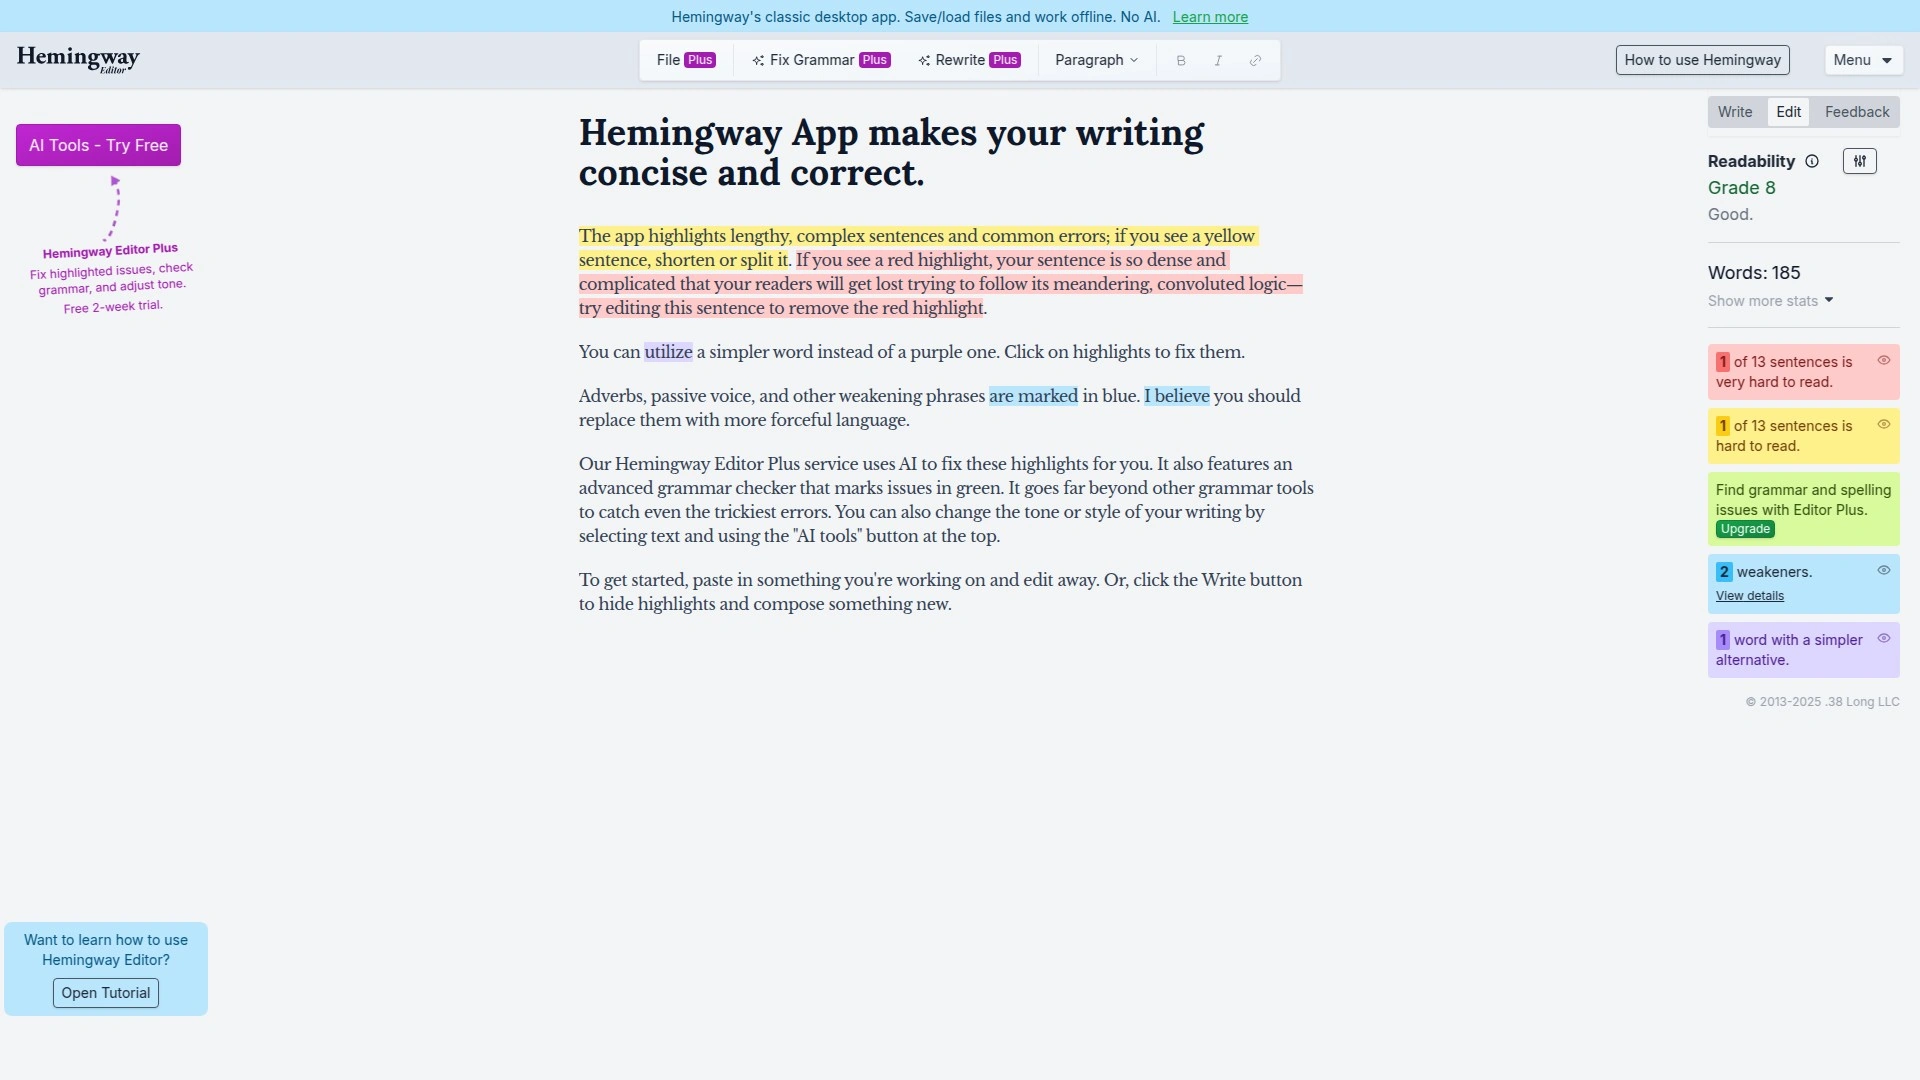 Hemingway's classic desktop app. Save/load files and work offline. No AI. Learn more
Hemingway
Editor
File Plus
Fix Grammar Plus
Rewrite Plus
Paragraph
B
I
How to use Hemingway
Menu
AI Tools - Try Free
Hemingway Editor Plus
Fix highlighted issues, check
grammar, and adjust tone.
Free 2-week trial.
Hemingway App makes your writing
concise and correct.
The app highlights lengthy, complex sentences and common errors; if you see a yellow
sentence, shorten or split it. If you see a red highlight, your sentence is so dense and
complicated that your readers will get lost trying to follow its meandering, convoluted logic—
try editing this sentence to remove the red highlight.
You can utilize a simpler word instead of a purple one. Click on highlights to fix them.
Adverbs, passive voice, and other weakening phrases are marked in blue. I believe you should
replace them with more forceful language.
Our Hemingway Editor Plus service uses AI to fix these highlights for you. It also features an
advanced grammar checker that marks issues in green. It goes far beyond other grammar tools
to catch even the trickiest errors. You can also change the tone or style of your writing by
selecting text and using the "AI tools" button at the top.
To get started, paste in something you're working on and edit away. Or, click the Write button
to hide highlights and compose something new.
Write
Edit
Feedback
Readability
Grade 8
Good.
Words: 185
Show more stats
1 of 13 sentences is
very hard to read.
1 of 13 sentences is
hard to read.
Find grammar and spelling
issues with Editor Plus.
Upgrade
2 weakeners.
View details
1 word with a simpler
alternative.
© 2013-2025 .38 Long LLC
Want to learn how to use
Hemingway Editor?
Open Tutorial